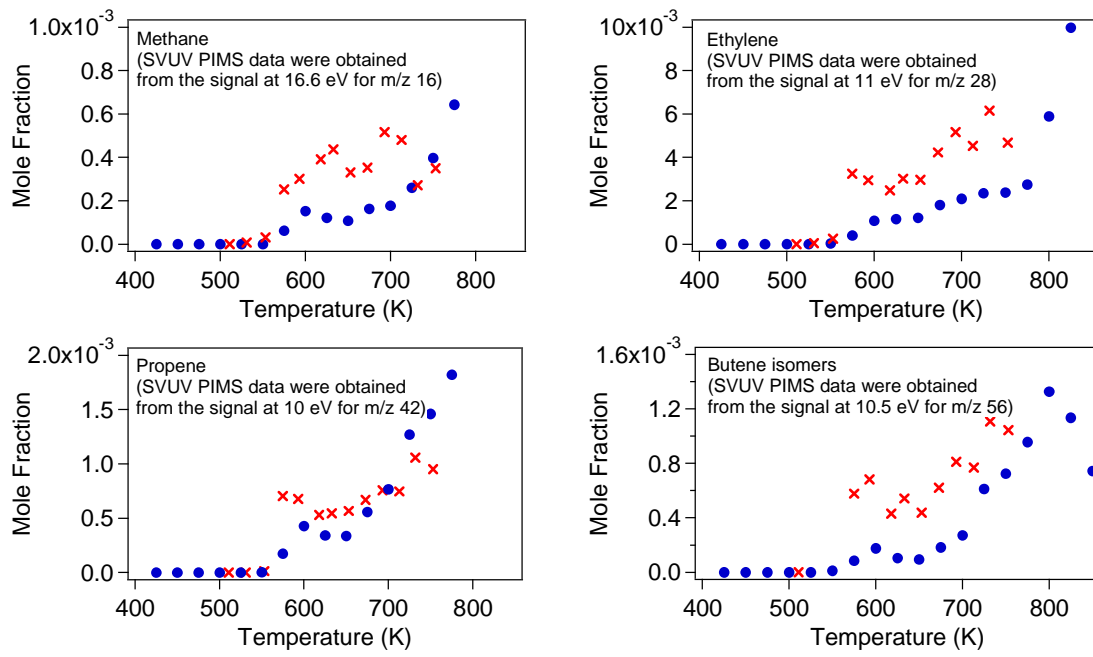 1.0x10-3
0.8
0.6
0.4
0.2
0.0
Mole Fraction
Methane
(SVUV PIMS data were obtained
from the signal at 16.6 eV for m/z 16)
400 500 600 700 800
Temperature (K)
10x10-3
8
6
4
2
0
Mole Fraction
Ethylene
(SVUV PIMS data were obtained
from the signal at 11 eV for m/z 28)
400 500 600 700 800
Temperature (K)
2.0x10-3
1.5
1.0
0.5
0.0
Mole Fraction
Propene
(SVUV PIMS data were obtained
from the signal at 10 eV for m/z 42)
400 500 600 700 800
Temperature (K)
1.6x10-3
1.2
0.8
0.4
0.0
Mole Fraction
Butene isomers
(SVUV PIMS data were obtained
from the signal at 10.5 eV for m/z 56)
400 500 600 700 800
Temperature (K)